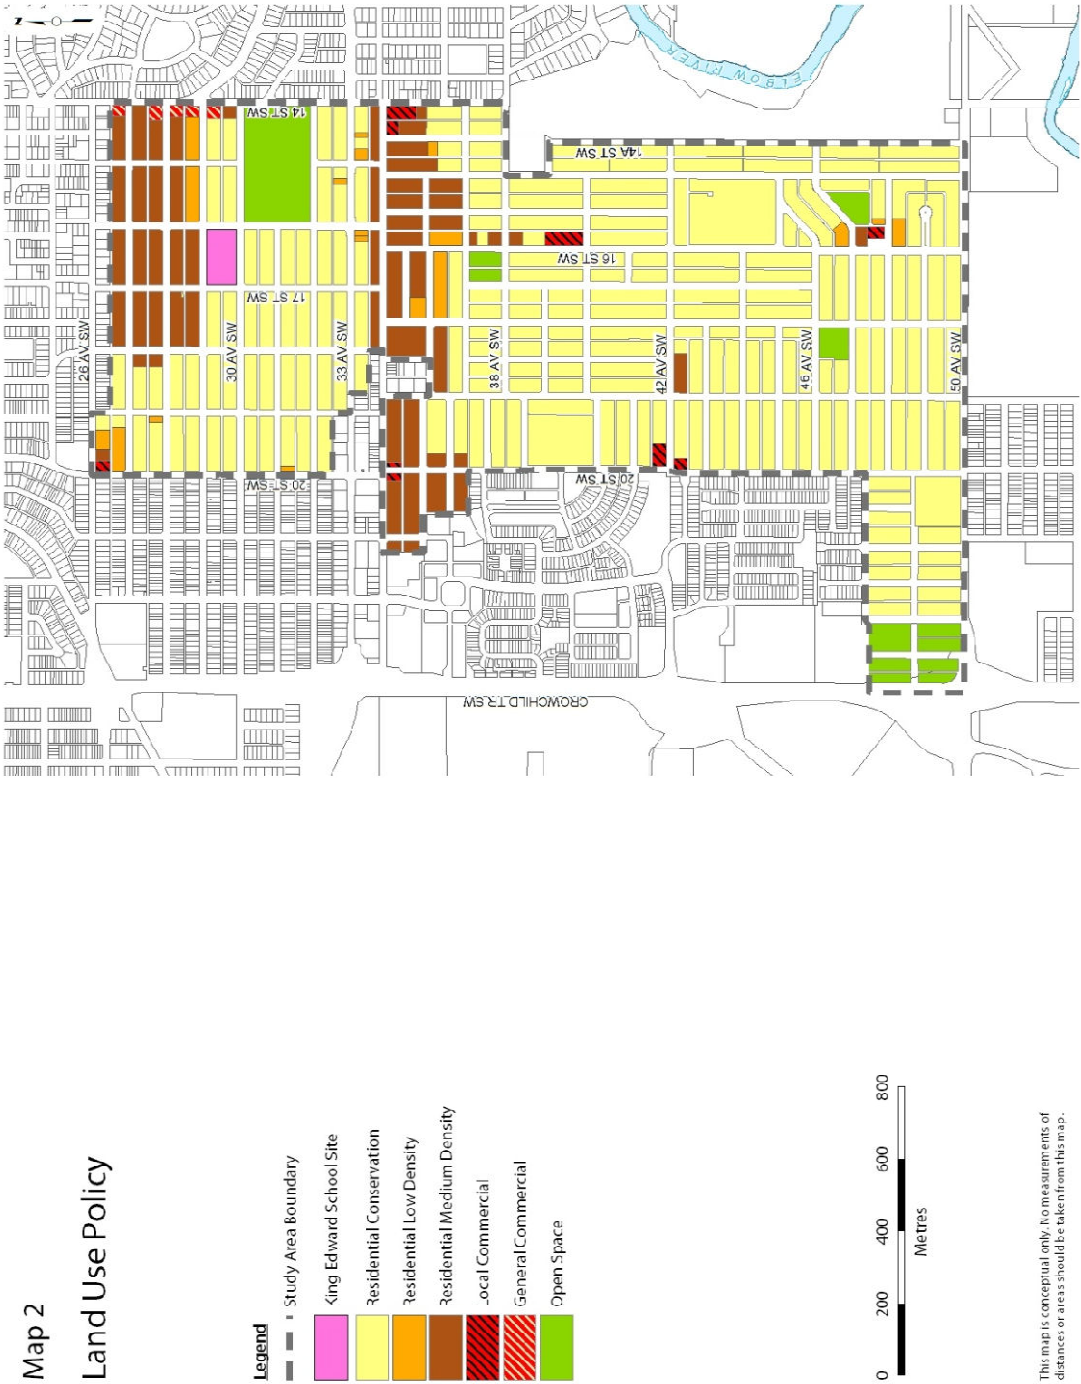 Map 2
Land Use Policy
Legend
Study Area Boundary
King Edward School Site
Residential Conservation
Residential Low Density
Residential Medium Density
Local Commercial
General Commercial
Open Space
0 200 400 600 800
Metres
This map is conceptual only. No measurements of
distances or areas should be taken from this map.
26 AV SW
30 AV SW
33 AV SW
38 AV SW
42 AV SW
46 AV SW
50 AV SW
14 ST SW
14A ST SW
16 ST SW
17 ST SW
20 ST SW
20 ST SW
CROWCHILD TR SW
ELBOW RIVER